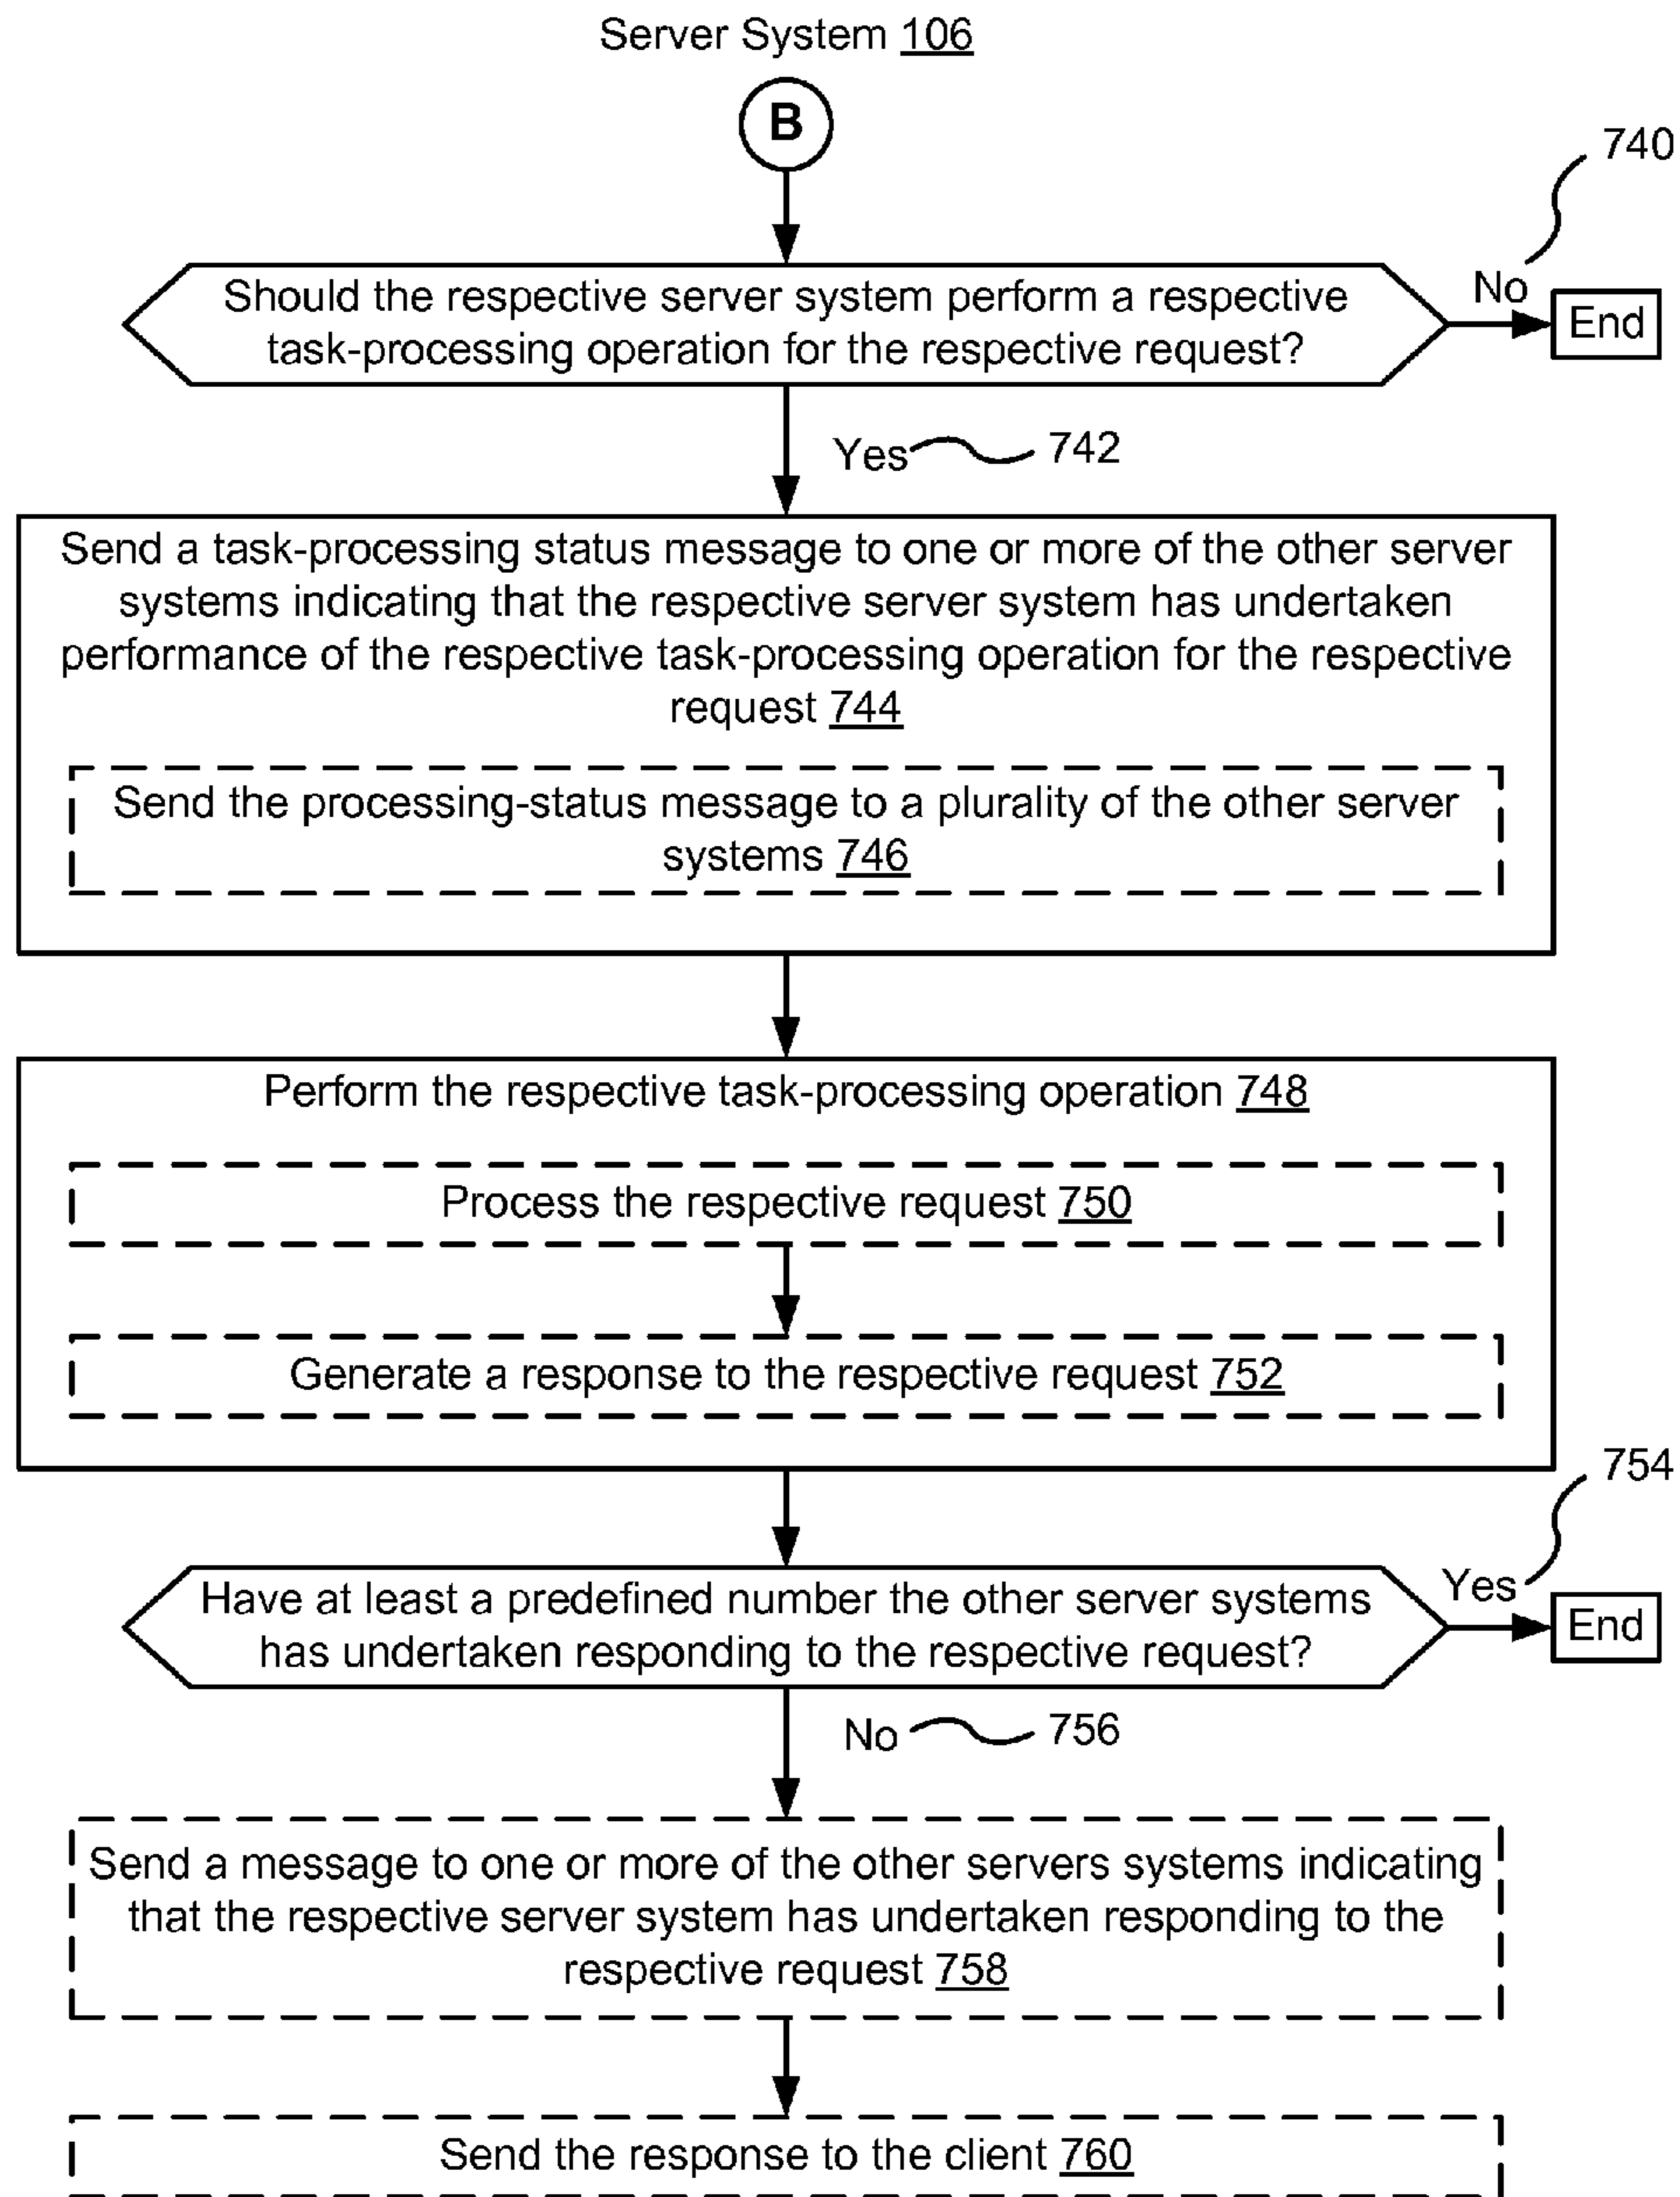 Server System 106
B
740
Should the respective server system perform a respective
task-processing operation for the respective request?
No
End
Yes
742
Send a task-processing status message to one or more of the other server
systems indicating that the respective server system has undertaken
performance of the respective task-processing operation for the respective
request 744
Send the processing-status message to a plurality of the other server
systems 746
Perform the respective task-processing operation 748
Process the respective request 750
Generate a response to the respective request 752
754
Have at least a predefined number the other server systems
has undertaken responding to the respective request?
Yes
End
No
756
Send a message to one or more of the other servers systems indicating
that the respective server system has undertaken responding to the
respective request 758
Send the response to the client 760